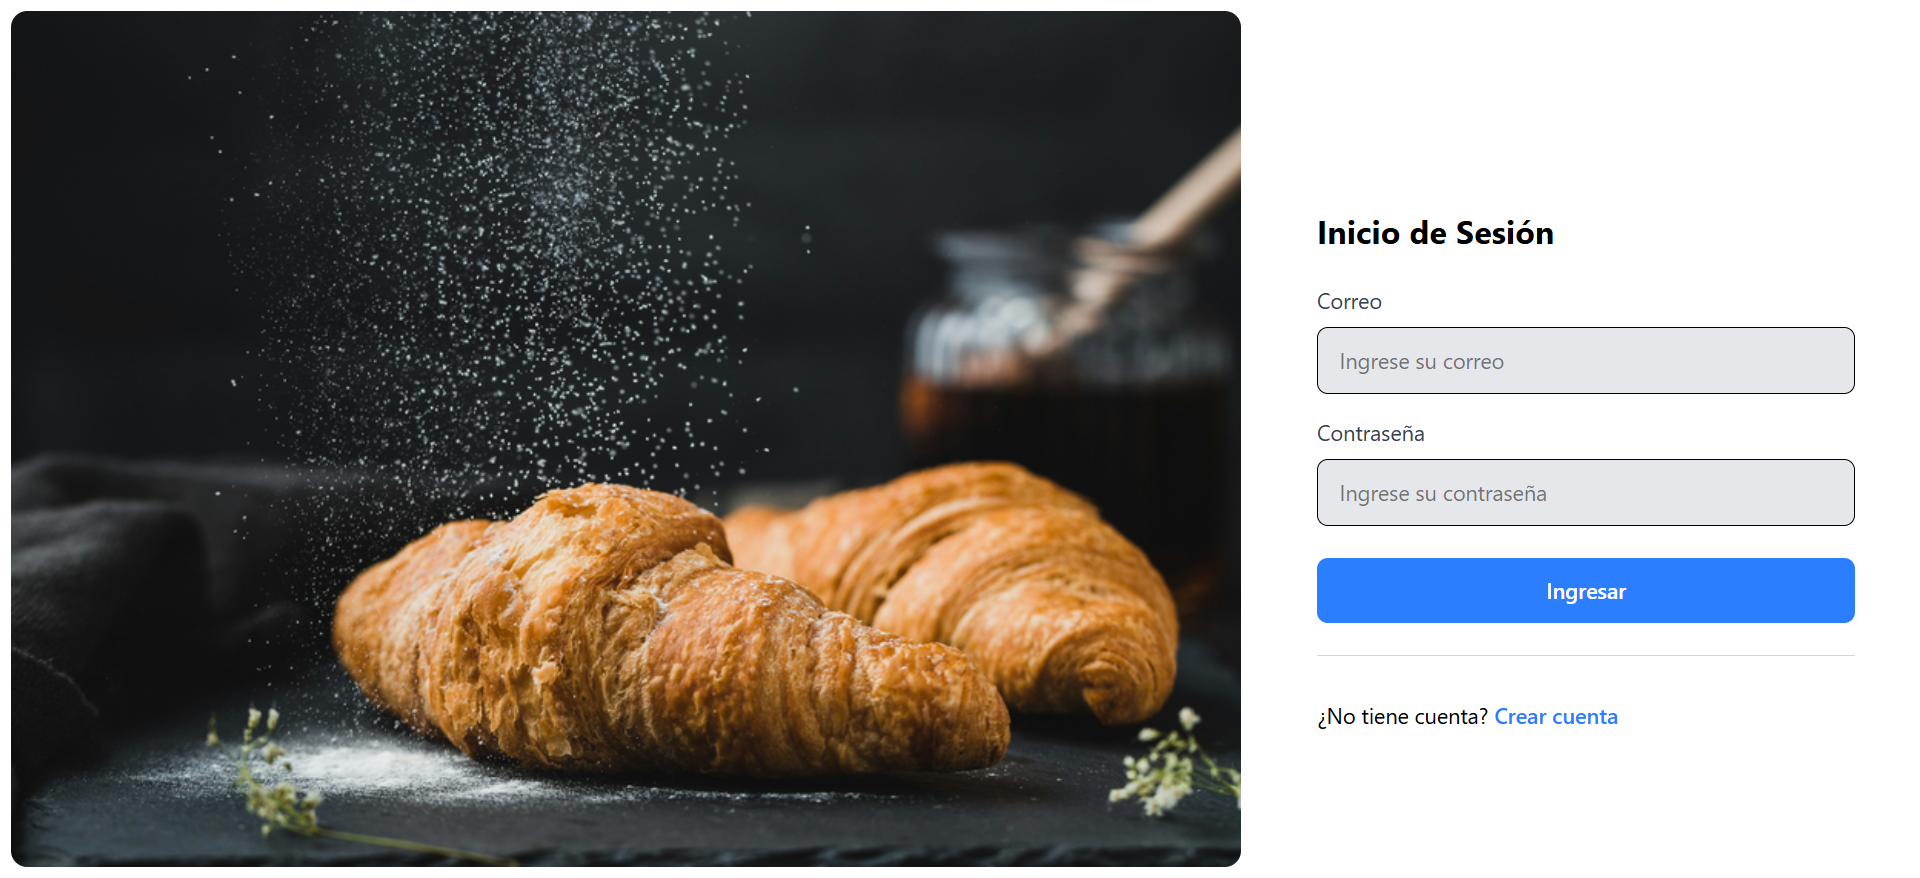 Inicio de Sesión
Correo
Ingrese su correo
Contraseña
Ingrese su contraseña
Ingresar
¿No tiene cuenta? Crear cuenta